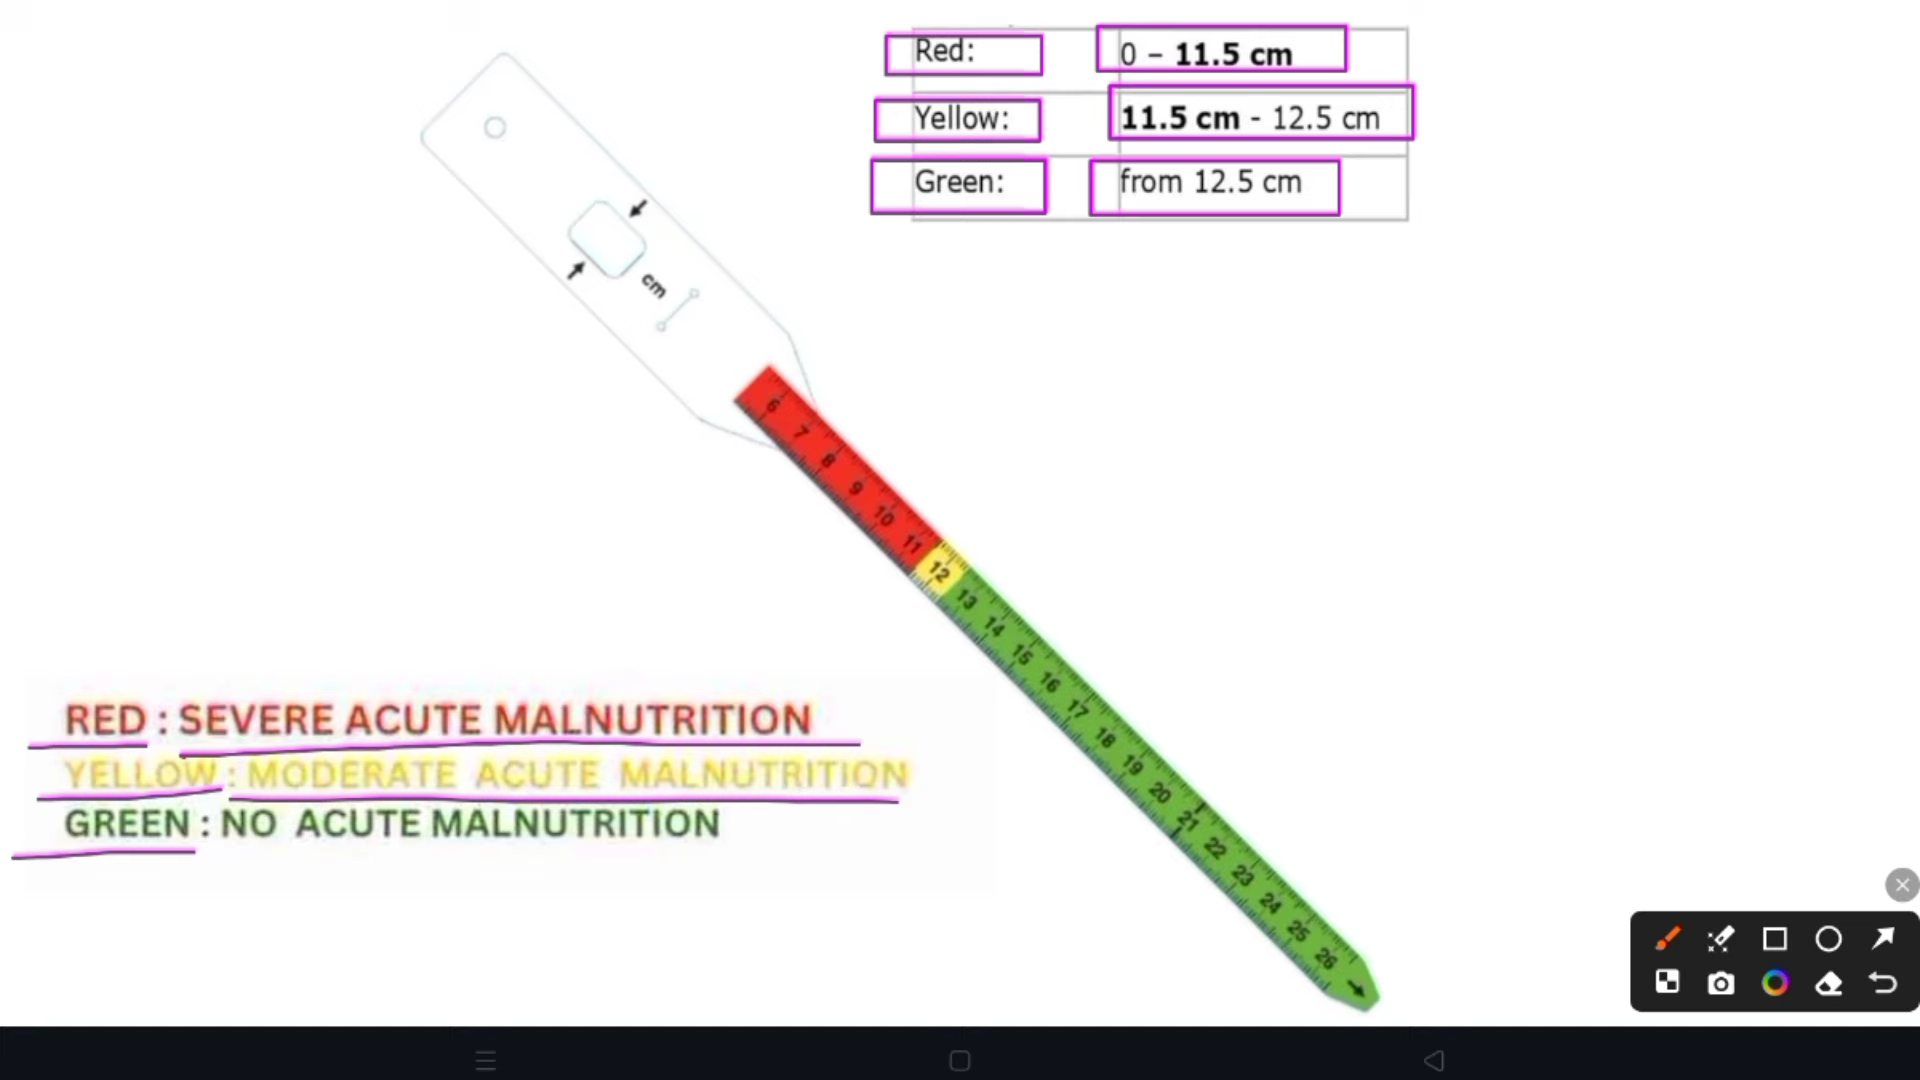 Red: 0 – 11.5 cm
Yellow: 11.5 cm - 12.5 cm
Green: from 12.5 cm
cm
6 7 8 9 10 11 12 13 14 15 16 17 18 19 20 21 22 23 24 25 26
RED : SEVERE ACUTE MALNUTRITION
YELLOW : MODERATE ACUTE MALNUTRITION
GREEN : NO ACUTE MALNUTRITION